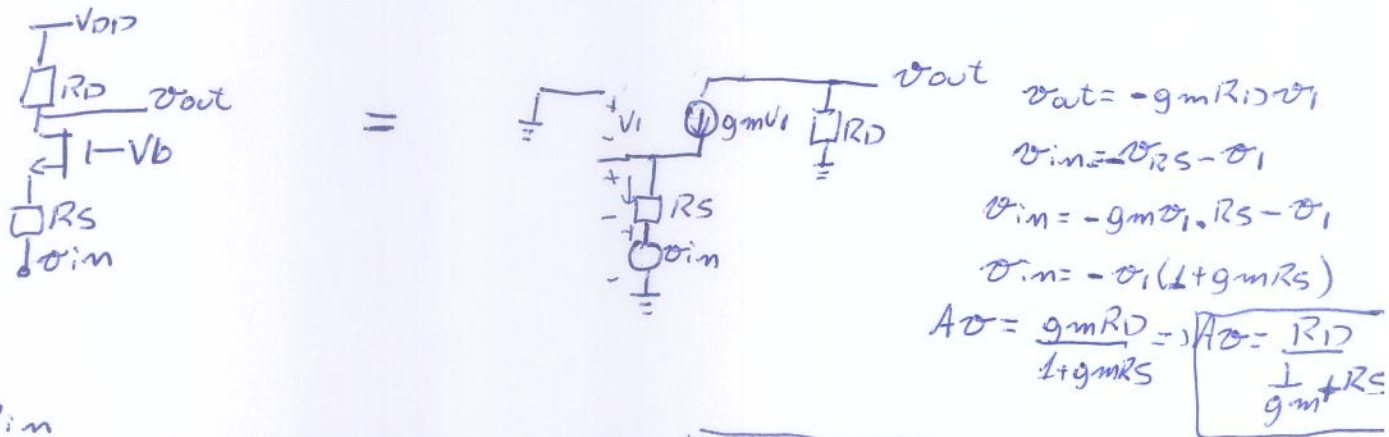 VDD
RD
vout
Vb
RS
vin
=
+
V1
-
gmV1
RD
vout
+
-
RS
+
vin
-
vout = -gmRDv1
vin = -vRS - v1
vin = -gmv1.RS - v1
vin = -v1(1+gmRS)
Av = gmRD / 1+gmRS => Av = RD / 1/gm + RS
in